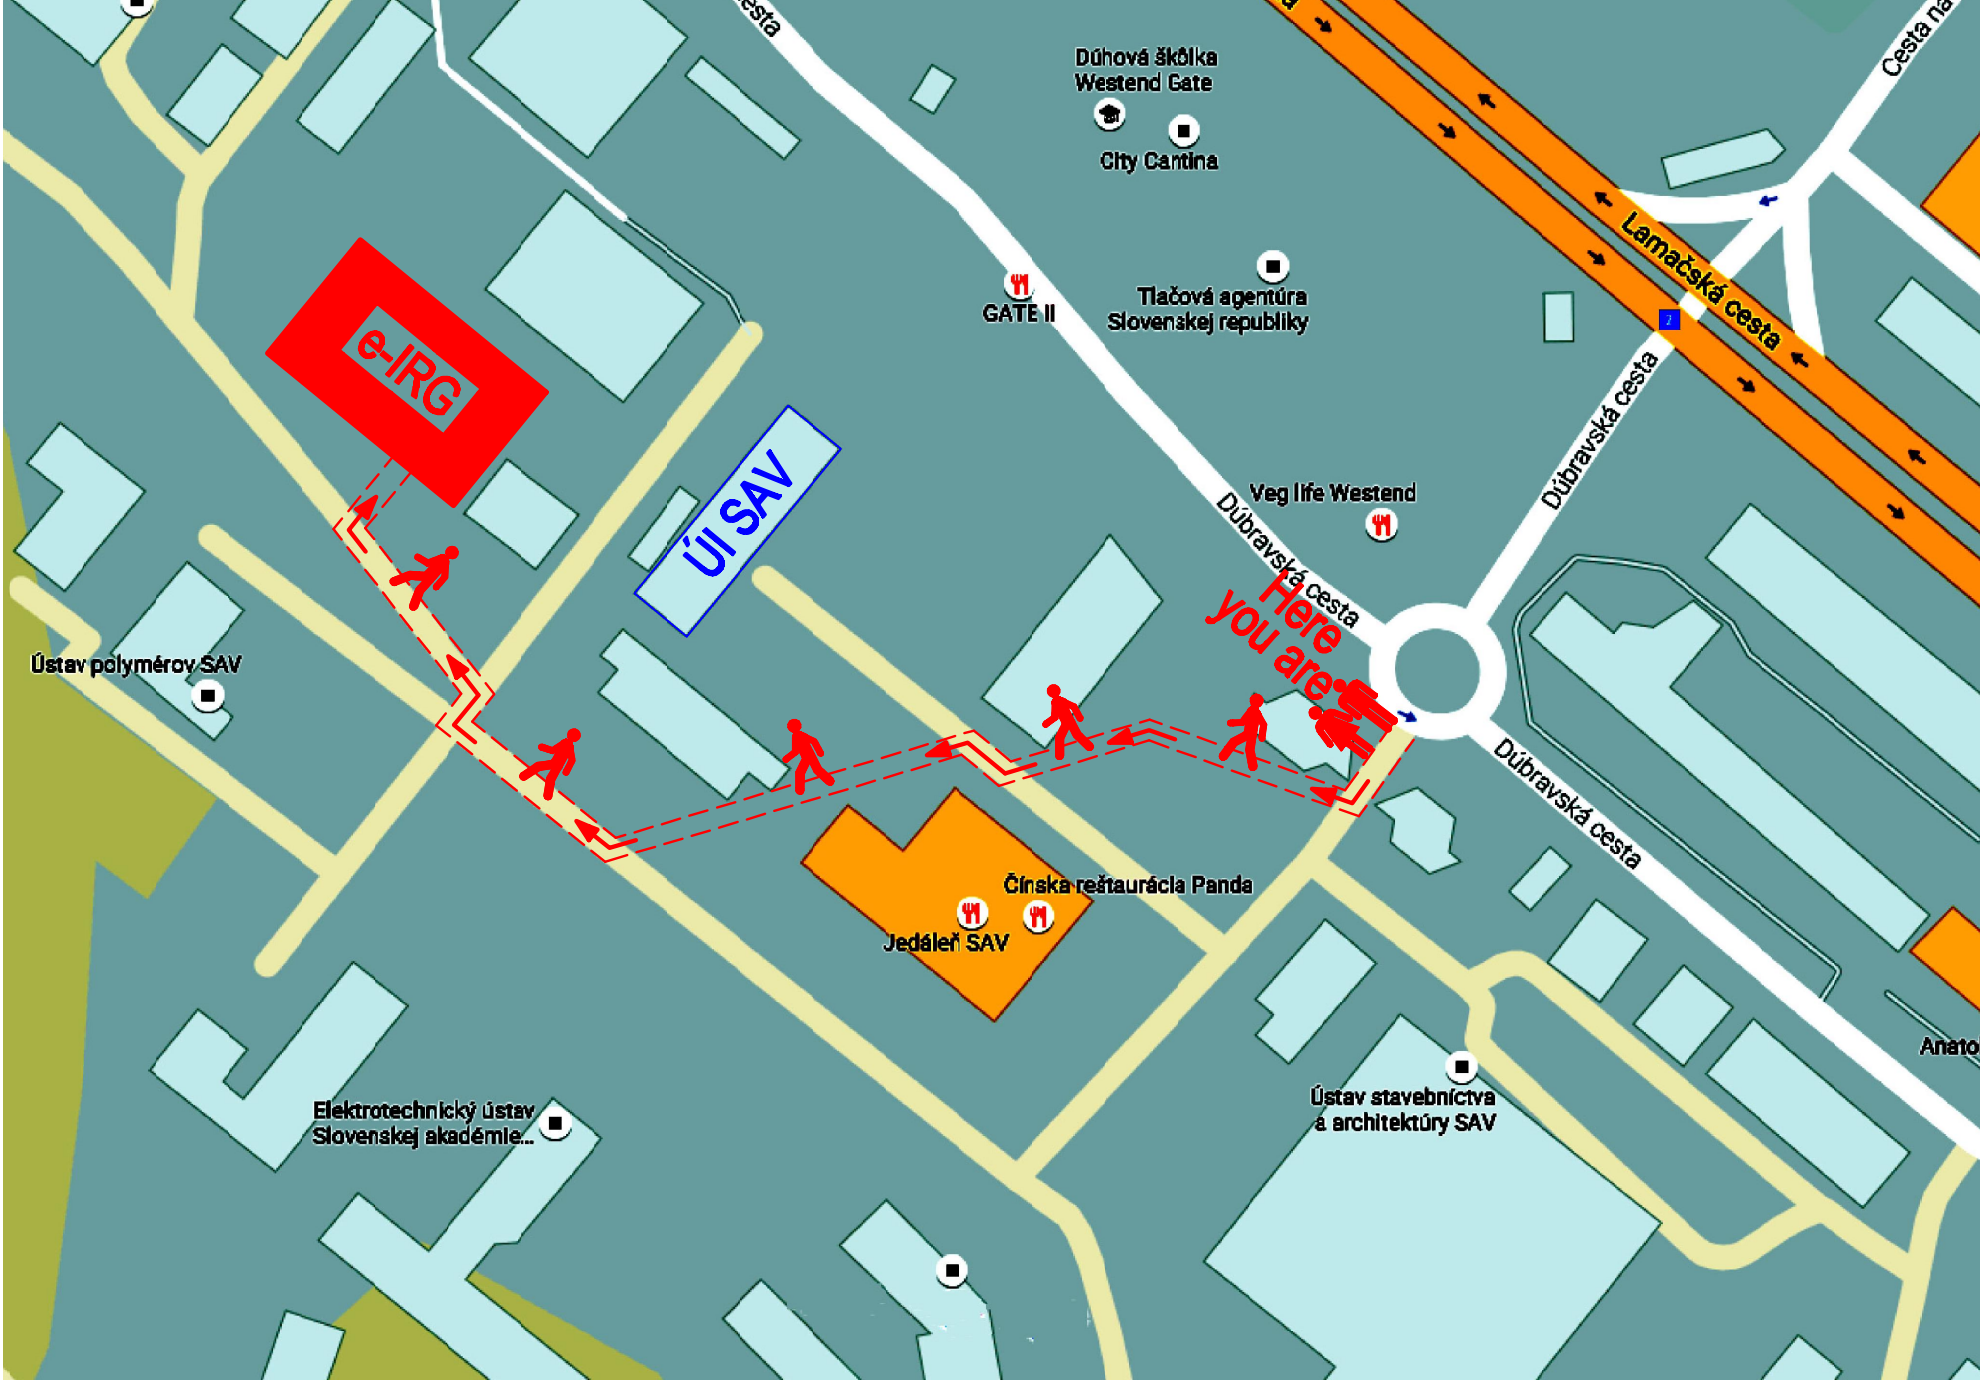 esta
Cesta na
Dúhová škôlka
Westend Gate
City Cantina
Lamačská cesta
Tlačová agentúra
Slovenskej republiky
GATE II
e-IRG
Dúbravská cesta
Veg life Westend
ÚI SAV
Dúbravská cesta
Here
you are
Ústav polymérov SAV
Dúbravská cesta
Čínska reštaurácia Panda
Jedáleň SAV
Anato
Ústav stavebníctva
a architektúry SAV
Elektrotechnický ústav
Slovenskej akadémie...